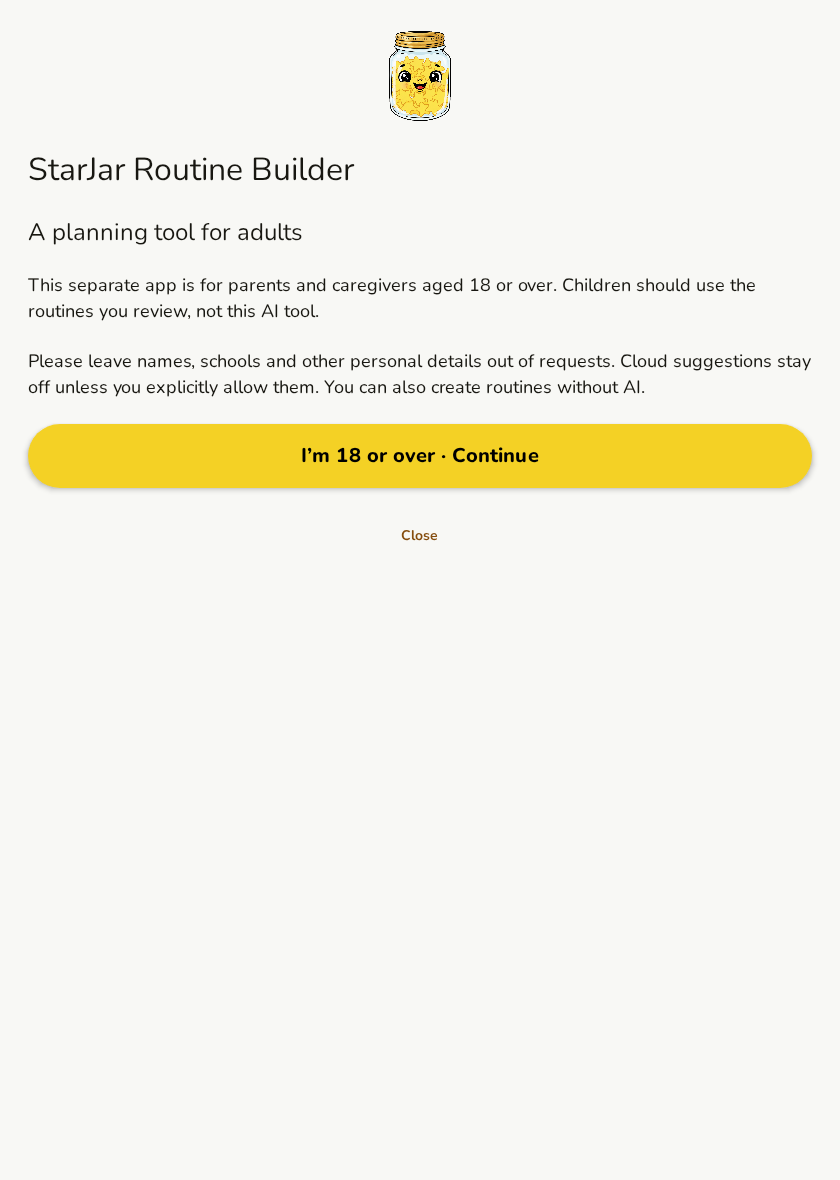 StarJar Routine Builder
A planning tool for adults
This separate app is for parents and caregivers aged 18 or over. Children should use the
routines you review, not this AI tool.
Please leave names, schools and other personal details out of requests. Cloud suggestions stay
off unless you explicitly allow them. You can also create routines without AI.
I’m 18 or over · Continue
Close